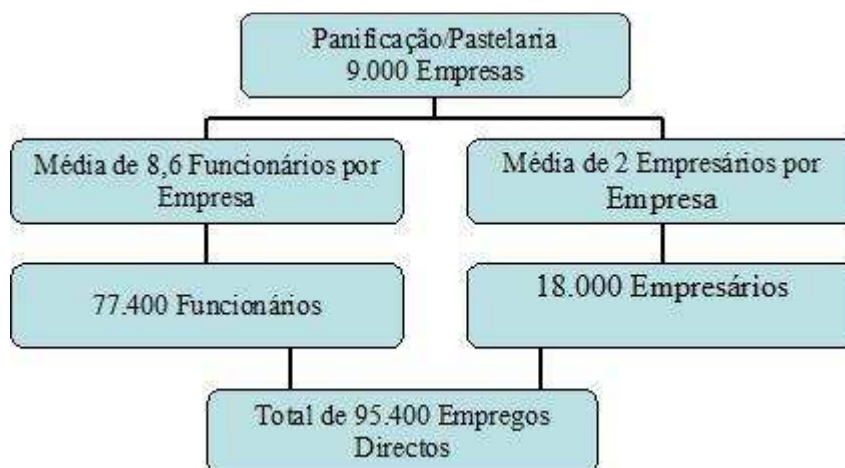 Panificação/Pastelaria
9.000 Empresas
Média de 8,6 Funcionários por
Empresa
Média de 2 Empresários por
Empresa
77.400 Funcionários
18.000 Empresários
Total de 95.400 Empregos
Directos